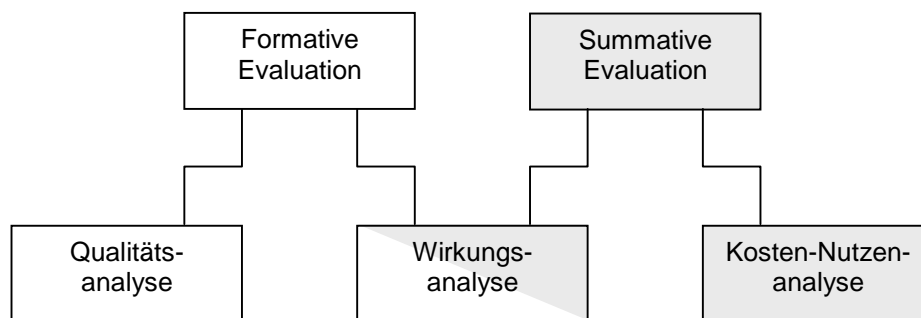 Formative
Evaluation
Summative
Evaluation
Qualitäts-
analyse
Wirkungs-
analyse
Kosten-Nutzen-
analyse